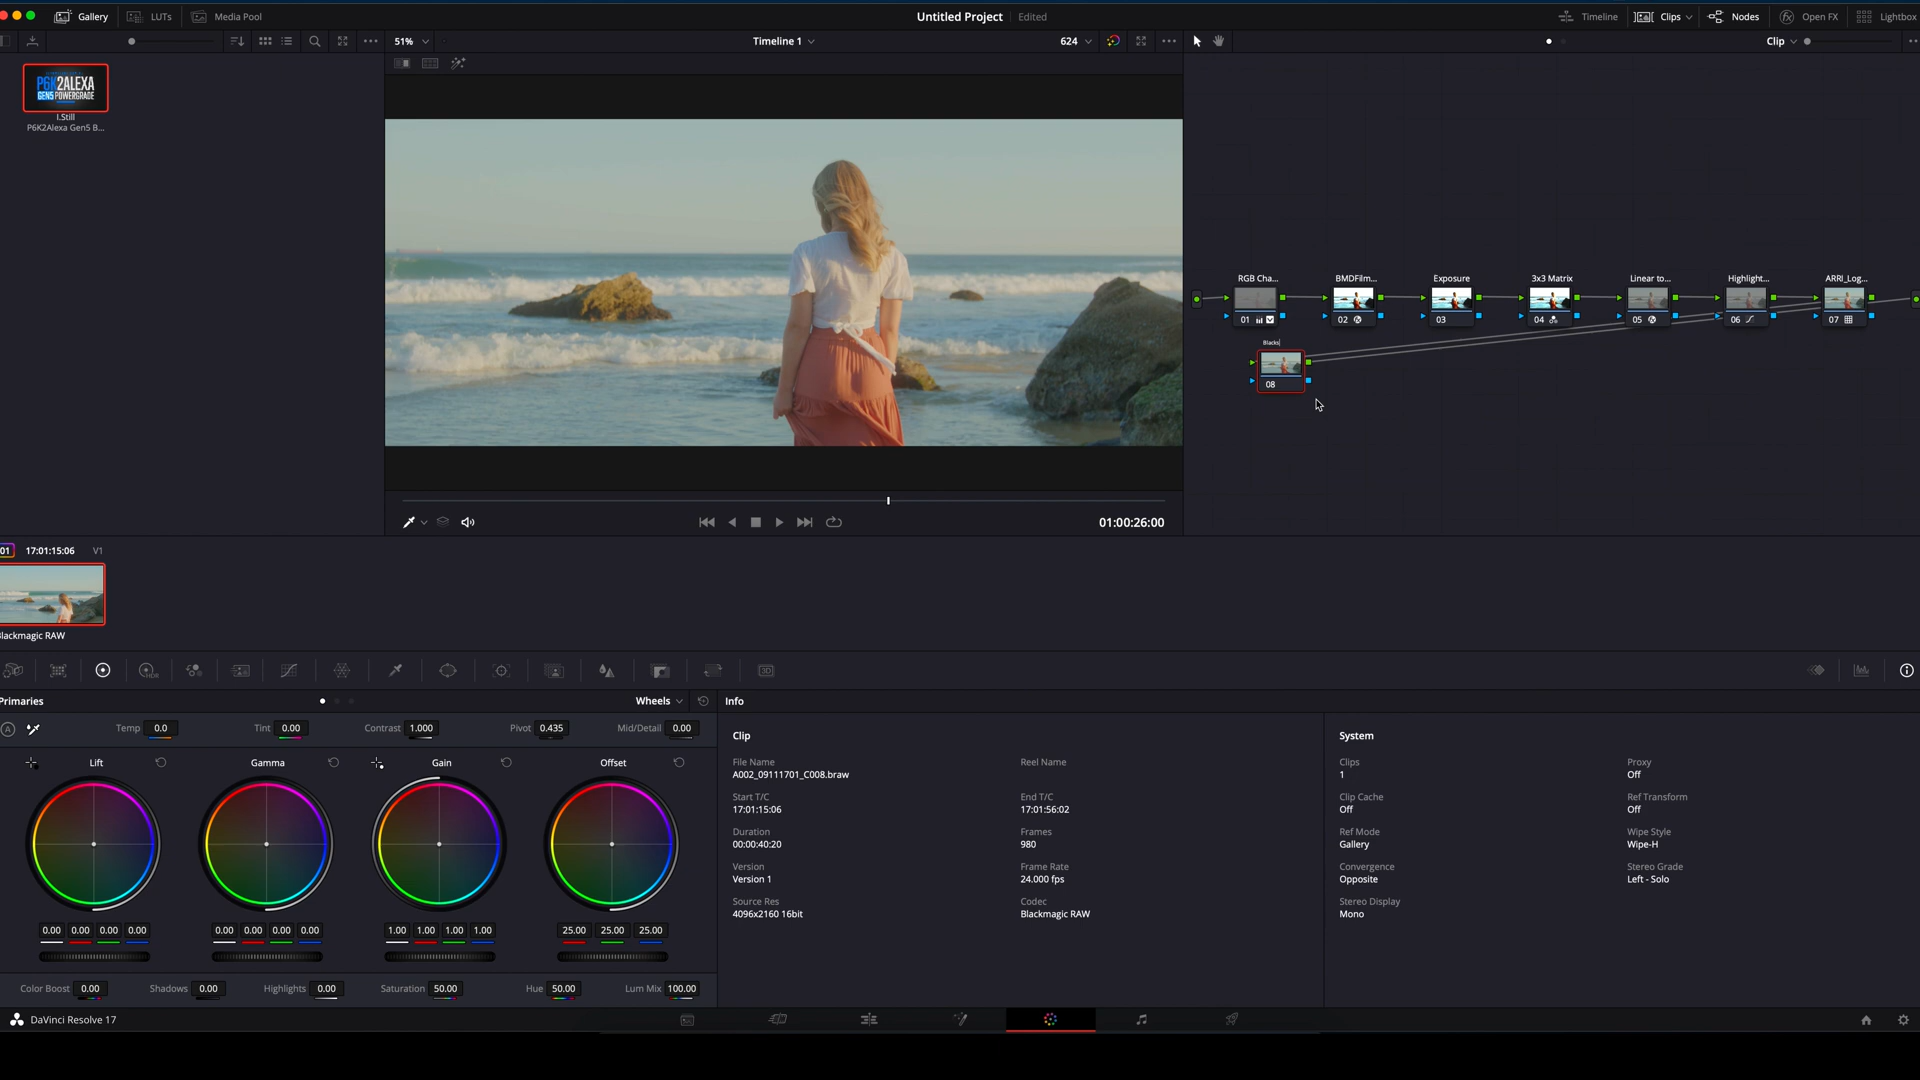 Gallery LUTs Media Pool Untitled Project Edited Timeline Clips Nodes Open FX Lightbox
51% Timeline 1 624 Clip
P6K2ALEXA
GEN5 POWERGRADE
I.Still
P6K2Alexa Gen5 B...
RGB Cha... BMDFilm... Exposure 3x3 Matrix Linear to... Highlight... ARRI_Log...
01 02 03 04 05 06 07
Blacks
08
01:00:26:00
01 17:01:15:06 V1
Blackmagic RAW
Primaries Wheels Info
A Temp 0.0 Tint 0.00 Contrast 1.000 Pivot 0.435 Mid/Detail 0.00
Lift Gamma Gain Offset
0.00 0.00 0.00 0.00 0.00 0.00 0.00 0.00 1.00 1.00 1.00 1.00 25.00 25.00 25.00
Color Boost 0.00 Shadows 0.00 Highlights 0.00 Saturation 50.00 Hue 50.00 Lum Mix 100.00
Clip
File Name Reel Name
A002_09111701_C008.braw
Start T/C End T/C
17:01:15:06 17:01:56:02
Duration Frames
00:00:40:20 980
Version Frame Rate
Version 1 24.000 fps
Source Res Codec
4096x2160 16bit Blackmagic RAW
System
Clips Proxy
1 Off
Clip Cache Ref Transform
Off Off
Ref Mode Wipe Style
Gallery Wipe-H
Convergence Stereo Grade
Opposite Left - Solo
Stereo Display
Mono
DaVinci Resolve 17